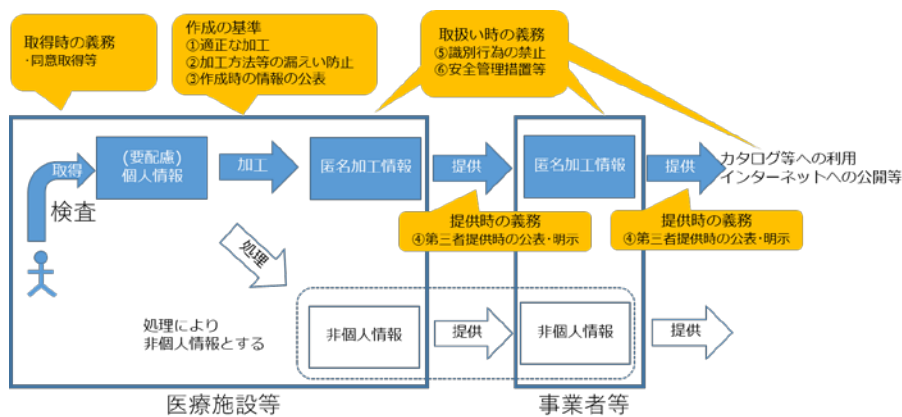 取得時の義務
・同意取得等
作成の基準
①適正な加工
②加工方法等の漏えい防止
③作成時の情報の公表
取扱い時の義務
⑤識別行為の禁止
⑥安全管理措置等
取得
(要配慮)
個人情報
加工
匿名加工情報
提供
匿名加工情報
提供
カタログ等への利用
インターネットへの公開等
検査
提供時の義務
④第三者提供時の公表・明示
提供時の義務
④第三者提供時の公表・明示
処理
処理により
非個人情報とする
非個人情報
提供
非個人情報
提供
医療施設等
事業者等